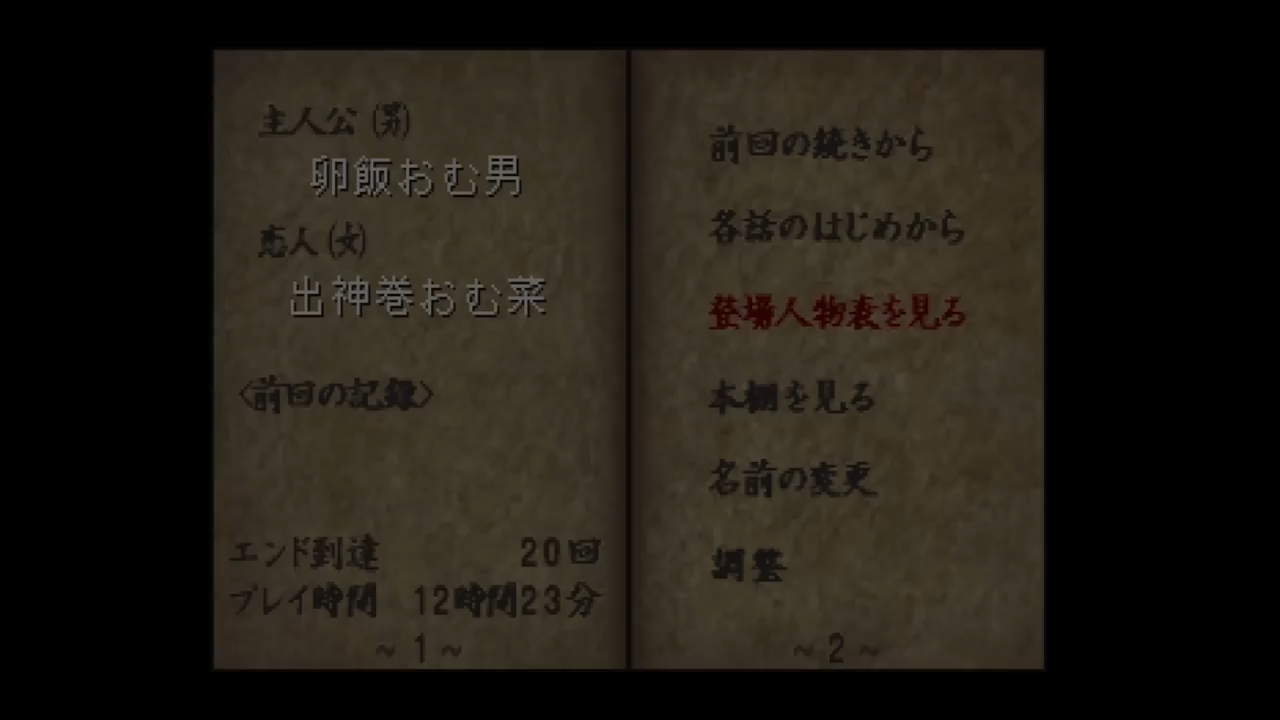 主人公(男)
卵飯おむ男
恋人(女)
出神巻おむ菜
〈前回の記録〉
エンド到達 20回
プレイ時間 12時間23分
~1~
前回の続きから
各話のはじめから
登場人物表を見る
本棚を見る
名前の変更
調整
~2~